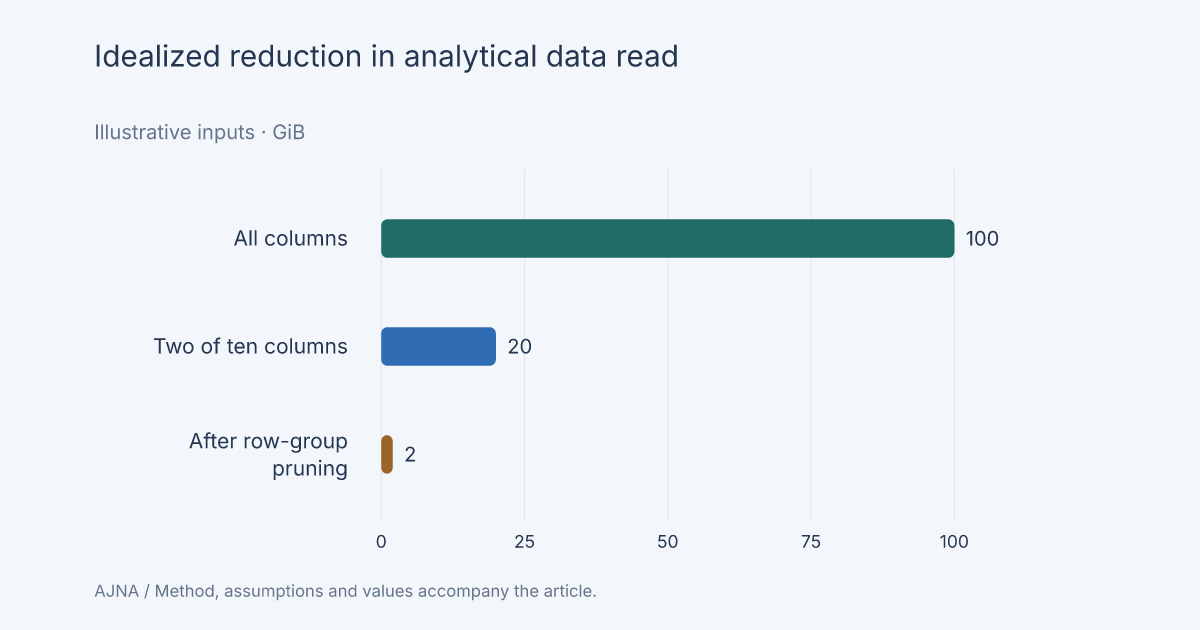 Idealized reduction in analytical data read
Illustrative inputs · GiB
All columns
100
Two of ten columns
20
After row-group
pruning
2
0 25 50 75 100
AJNA / Method, assumptions and values accompany the article.